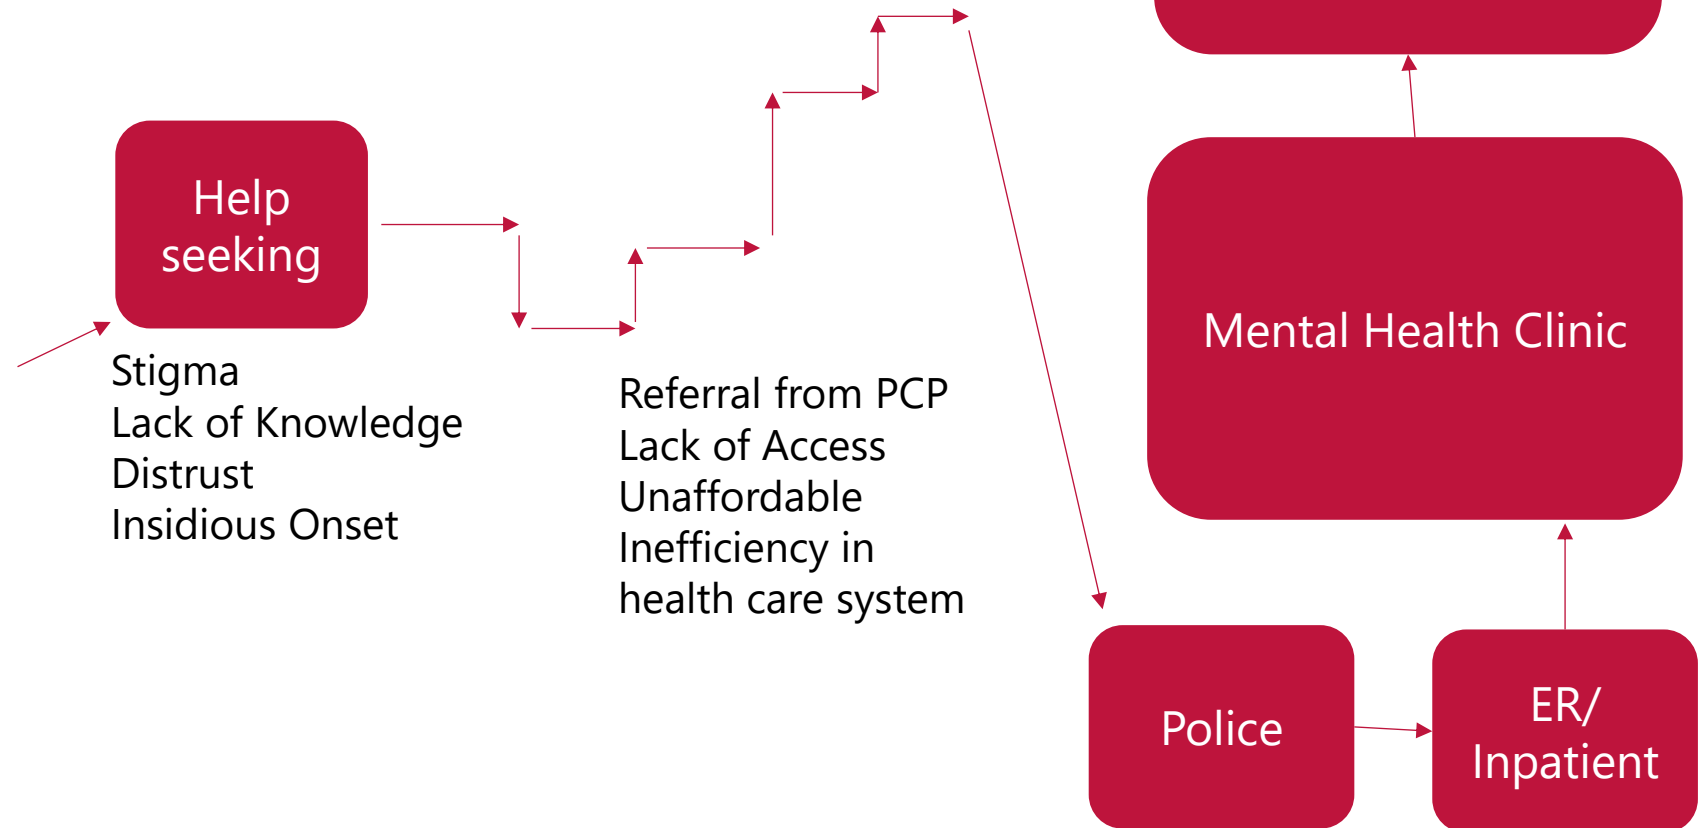 Help
seeking
Stigma
Lack of Knowledge
Distrust
Insidious Onset
Referral from PCP
Lack of Access
Unaffordable
Inefficiency in
health care system
Mental Health Clinic
Police
ER/
Inpatient